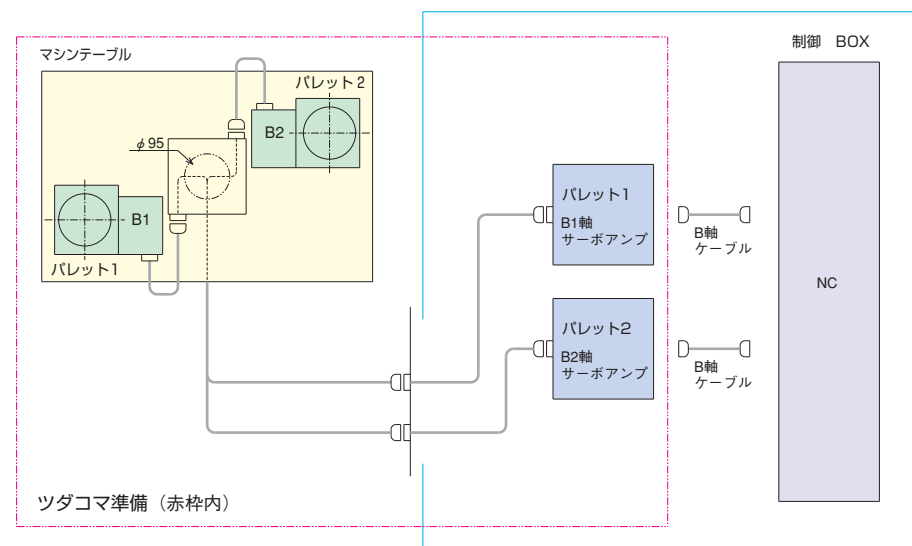 制御　BOX
マシンテーブル
パレット2
B2
φ95
B1
パレット1
パレット1
B1軸
サーボアンプ
B軸
ケーブル
NC
パレット2
B2軸
サーボアンプ
B軸
ケーブル
ツダコマ準備（赤枠内）